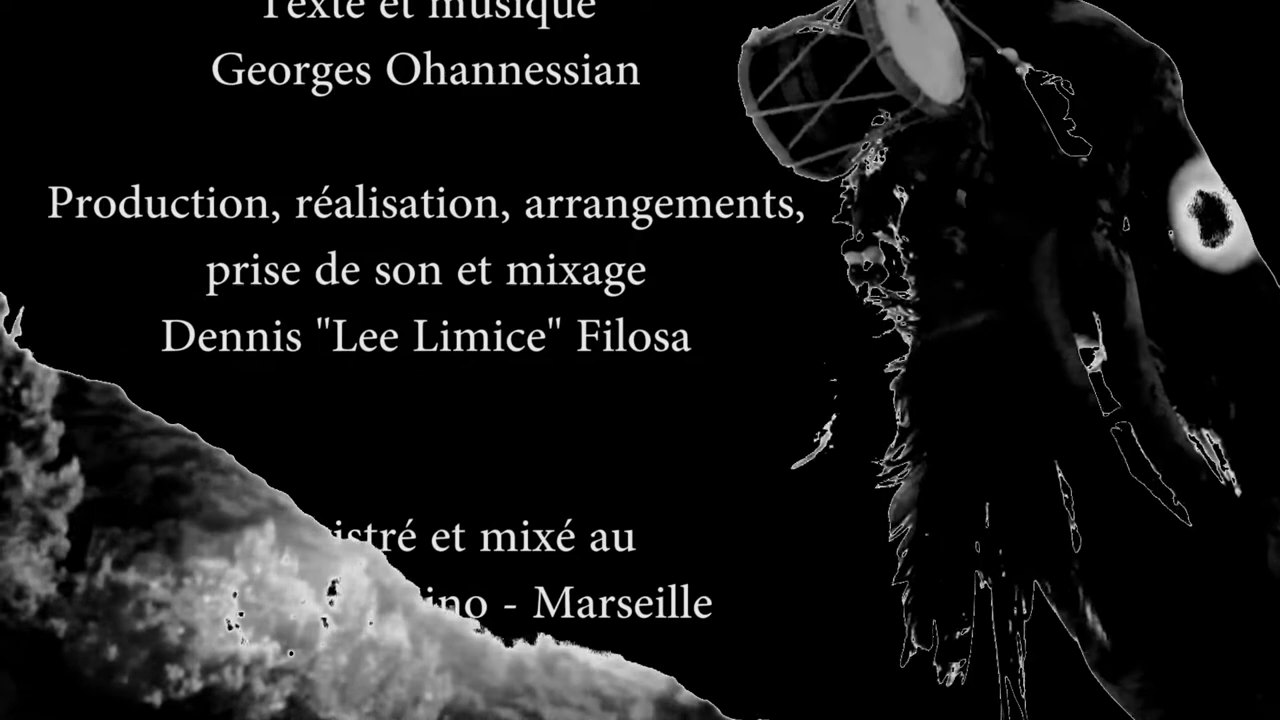 Texte et musique
Georges Ohannessian
Production, réalisation, arrangements,
prise de son et mixage
Dennis "Lee Limice" Filosa
et mixé au
- Marseille